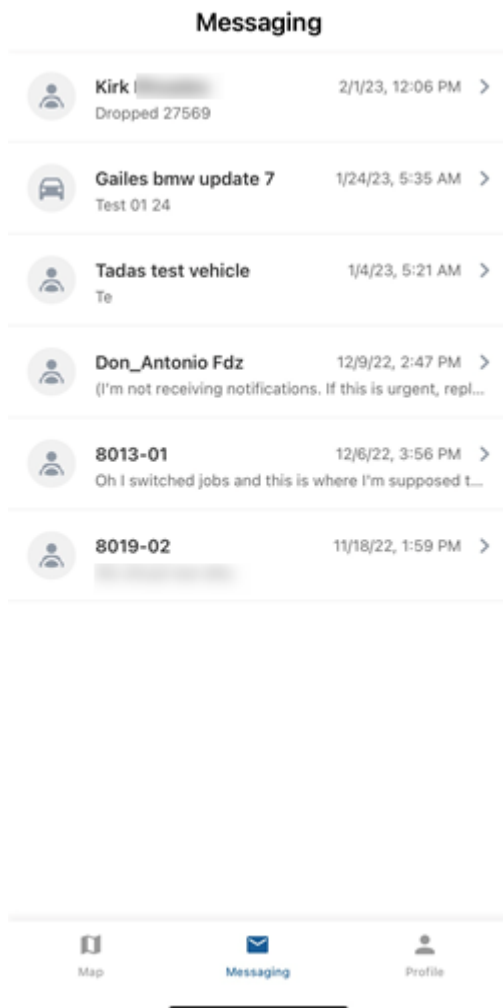 Messaging
Kirk
2/1/23, 12:06 PM
Dropped 27569
Gailes bmw update 7
1/24/23, 5:35 AM
Test 01 24
Tadas test vehicle
1/4/23, 5:21 AM
Te
Don_Antonio Fdz
12/9/22, 2:47 PM
(I'm not receiving notifications. If this is urgent, repl...
8013-01
12/6/22, 3:56 PM
Oh I switched jobs and this is where I'm supposed t...
8019-02
11/18/22, 1:59 PM
Map
Messaging
Profile